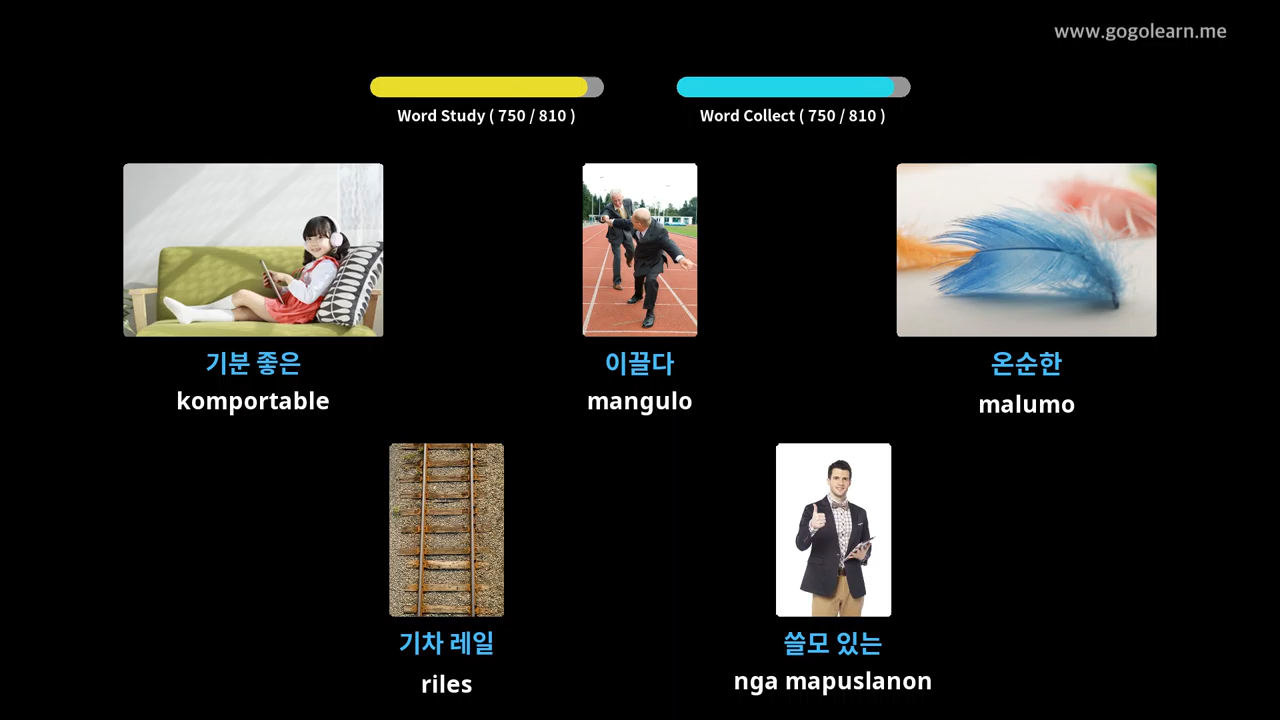 www.gogolearn.me
Word Study ( 750 / 810 )
Word Collect ( 750 / 810 )
기분 좋은
komportable
이끌다
mangulo
온순한
malumo
기차 레일
riles
쓸모 있는
nga mapuslanon